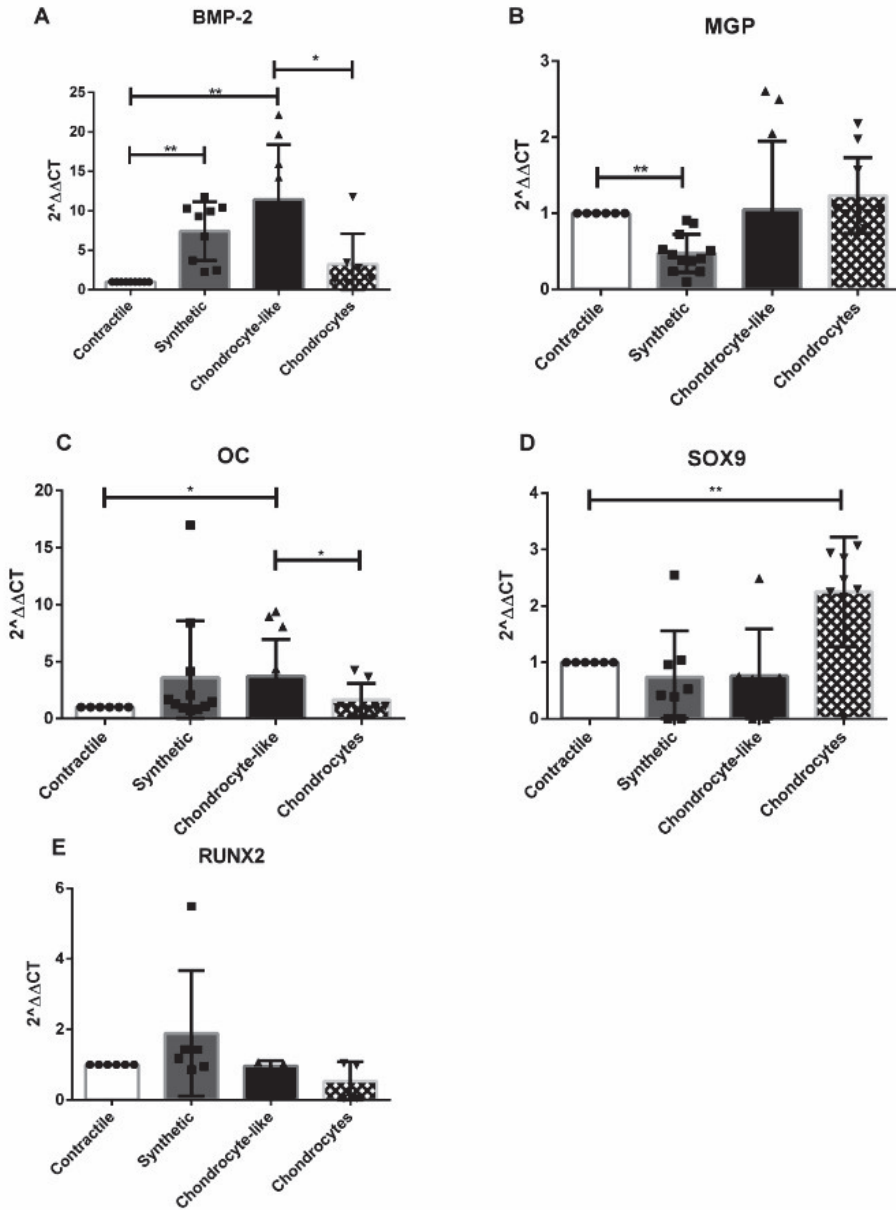 A
BMP-2
*
**
**
25
20
15
10
5
0
2^ΔΔCT
Contractile
Synthetic
Chondrocyte-like
Chondrocytes
B
MGP
**
3
2
1
0
2^ΔΔCT
Contractile
Synthetic
Chondrocyte-like
Chondrocytes
C
OC
*
*
20
15
10
5
0
2^ΔΔCT
Contractile
Synthetic
Chondrocyte-like
Chondrocytes
D
SOX9
**
4
3
2
1
0
2^ΔΔCT
Contractile
Synthetic
Chondrocyte-like
Chondrocytes
E
RUNX2
6
4
2
0
2^ΔΔCT
Contractile
Synthetic
Chondrocyte-like
Chondrocytes